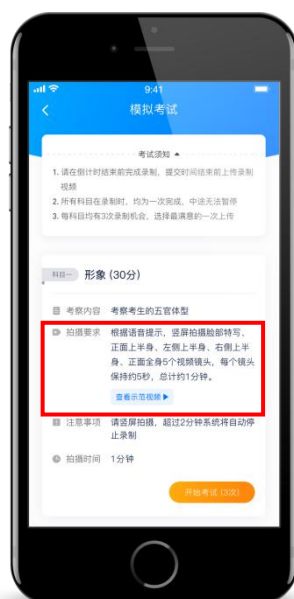 9:41
模拟考试
考试须知
1. 请在倒计时结束前完成录制，提交时间结束前上传录制
视频
2. 所有科目在录制时，均为一次完成、中途无法暂停
3. 每科目均有3次录制机会，选择最满意的一次上传
科目一 形象 (30分)
考察内容 考察考生的五官体型
拍摄要求 根据语音提示，竖屏拍摄脸部特写、
正面上半身、左侧上半身、右侧上半
身、正面全身5个视频镜头，每个镜头
保持约5秒，总计约1分钟。
查看示范视频
注意事项 请竖屏拍摄，超过2分钟系统将自动停
止录制
拍摄时间 1分钟
开始考试 (3次)